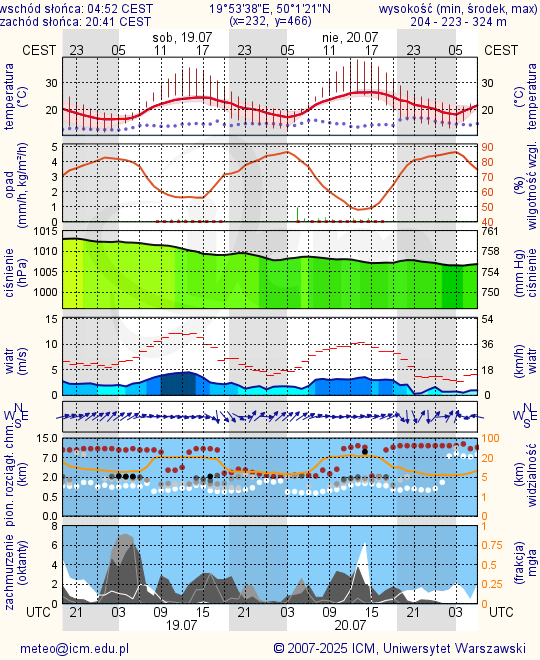 wschód słońca: 04:52 CEST 19°53'38"E, 50°1'21"N wysokość (min, środek, max)
zachód słońca: 20:41 CEST (x=232, y=466) 204 - 223 - 324 m
sob, 19.07 nie, 20.07
CEST 23 05 11 17 23 05 11 17 23 05 CEST
temperatura (°C) 30 20 30 20 (°C) temperatura
opad (mm/h, kg/m²/h) 5 4 3 2 1 0 90 80 70 60 50 40 (%) wilgotność wzgl.
ciśnienie (hPa) 1015 1010 1005 1000 761 758 754 750 (mm Hg) ciśnienie
wiatr (m/s) 15 10 5 0 54 36 18 0 (km/h) wiatr
N W E S N W E S
pion. rozciągł. chm. (km) 15.0 7.0 2.0 0.5 0.0 100 20 5 1 0 (km) widzialność
zachmurzenie (oktanty) 8 6 4 2 0 1 0.75 0.5 0.25 0 (frakcja) mgła
UTC 21 03 09 15 21 03 09 15 21 03 UTC
19.07 20.07
meteo@icm.edu.pl © 2007-2025 ICM, Uniwersytet Warszawski